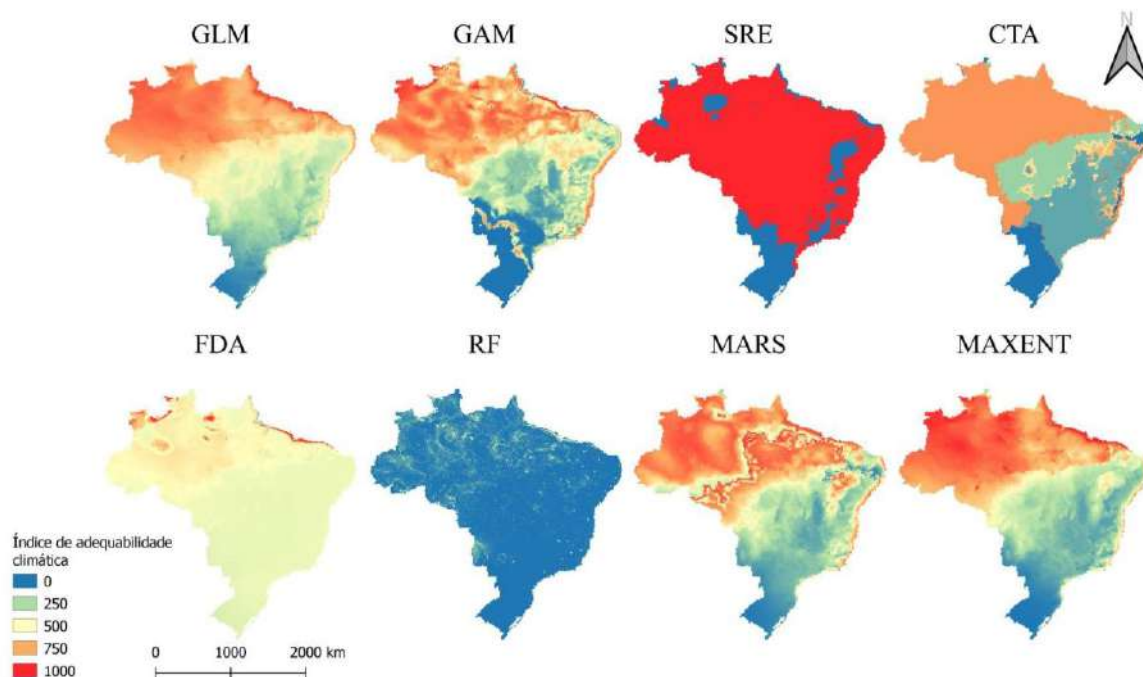 GLM GAM SRE CTA
N
FDA RF MARS MAXENT
Índice de adequabilidade
climática
0
250
500
750
1000
0 1000 2000 km